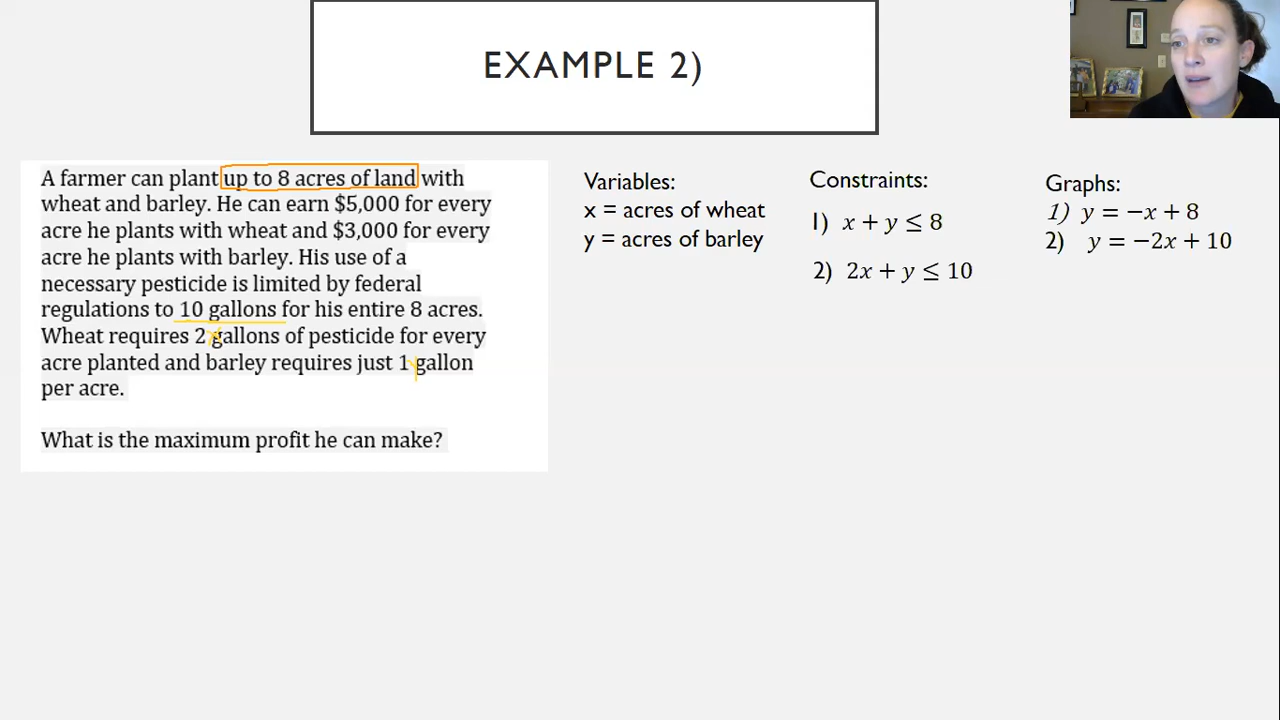 EXAMPLE 2)
A farmer can plant up to 8 acres of land with
wheat and barley. He can earn $5,000 for every
acre he plants with wheat and $3,000 for every
acre he plants with barley. His use of a
necessary pesticide is limited by federal
regulations to 10 gallons for his entire 8 acres.
Wheat requires 2 x gallons of pesticide for every
acre planted and barley requires just 1 y gallon
per acre.
What is the maximum profit he can make?
Variables:
x = acres of wheat
y = acres of barley
Constraints:
1) x + y ≤ 8
2) 2x + y ≤ 10
Graphs:
1) y = −x + 8
2) y = −2x + 10